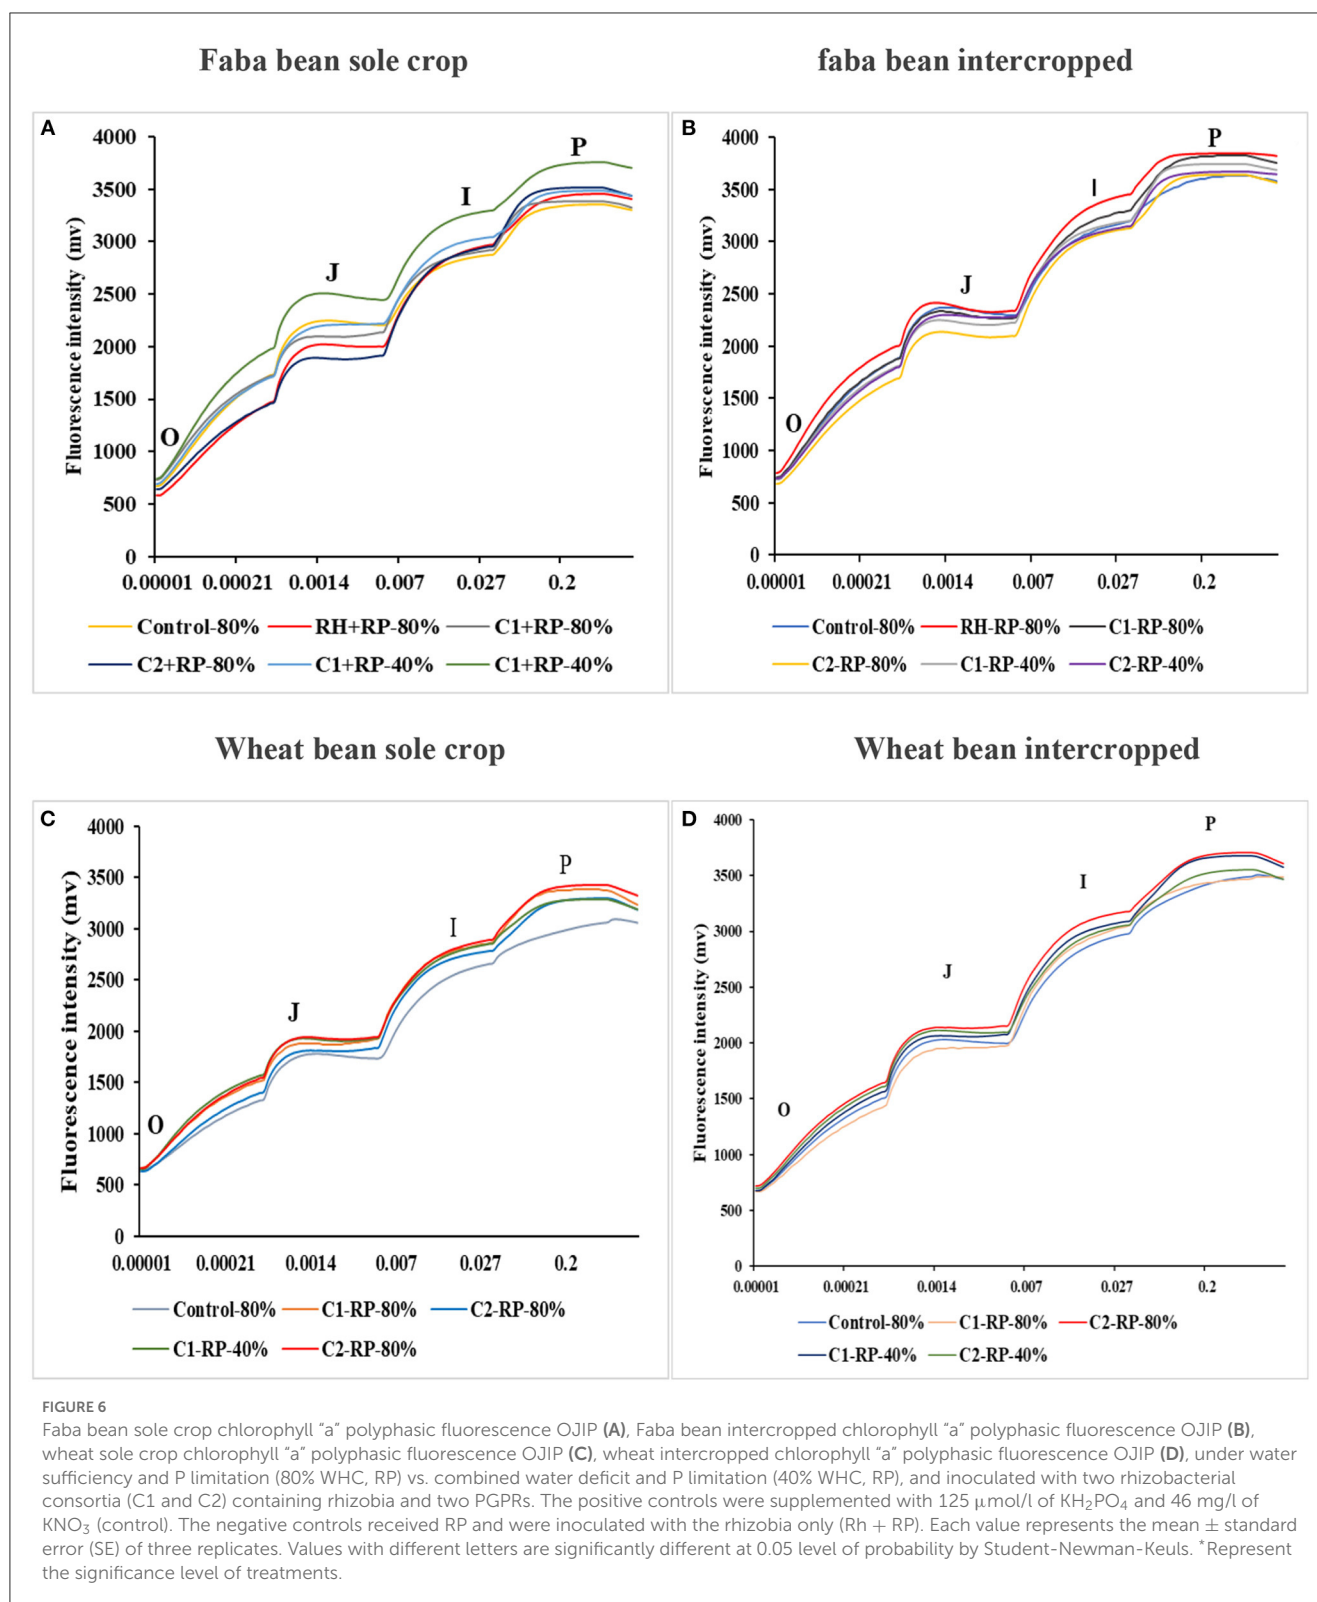 Faba bean sole crop
faba bean intercropped
A
Fluorescence intensity (mv)
4000
3500
3000
2500
2000
1500
1000
500
0
O
J
I
P
0.00001 0.00021 0.0014 0.007 0.027 0.2
Control-80% RH+RP-80% C1+RP-80%
C2+RP-80% C1+RP-40% C1+RP-40%
B
Fluorescence intensity (mv)
4000
3500
3000
2500
2000
1500
1000
500
0
O
J
I
P
0.00001 0.00021 0.0014 0.007 0.027 0.2
Control-80% RH-RP-80% C1-RP-80%
C2-RP-80% C1-RP-40% C2-RP-40%
Wheat bean sole crop
Wheat bean intercropped
C
Fluorescence intensity (mv)
4000
3500
3000
2500
2000
1500
1000
500
0
O
J
I
P
0.00001 0.00021 0.0014 0.007 0.027 0.2
Control-80% C1-RP-80% C2-RP-80%
C1-RP-40% C2-RP-80%
D
Fluorescence intensity (mv)
4000
3500
3000
2500
2000
1500
1000
500
0
O
J
I
P
0.00001 0.00021 0.0014 0.007 0.027 0.2
Control-80% C1-RP-80% C2-RP-80%
C1-RP-40% C2-RP-40%
FIGURE 6
Faba bean sole crop chlorophyll “a” polyphasic fluorescence OJIP (A), Faba bean intercropped chlorophyll “a” polyphasic fluorescence OJIP (B),
wheat sole crop chlorophyll “a” polyphasic fluorescence OJIP (C), wheat intercropped chlorophyll “a” polyphasic fluorescence OJIP (D), under water
sufficiency and P limitation (80% WHC, RP) vs. combined water deficit and P limitation (40% WHC, RP), and inoculated with two rhizobacterial
consortia (C1 and C2) containing rhizobia and two PGPRs. The positive controls were supplemented with 125 μmol/l of KH₂PO₄ and 46 mg/l of
KNO₃ (control). The negative controls received RP and were inoculated with the rhizobia only (Rh + RP). Each value represents the mean ± standard
error (SE) of three replicates. Values with different letters are significantly different at 0.05 level of probability by Student-Newman-Keuls. *Represent
the significance level of treatments.